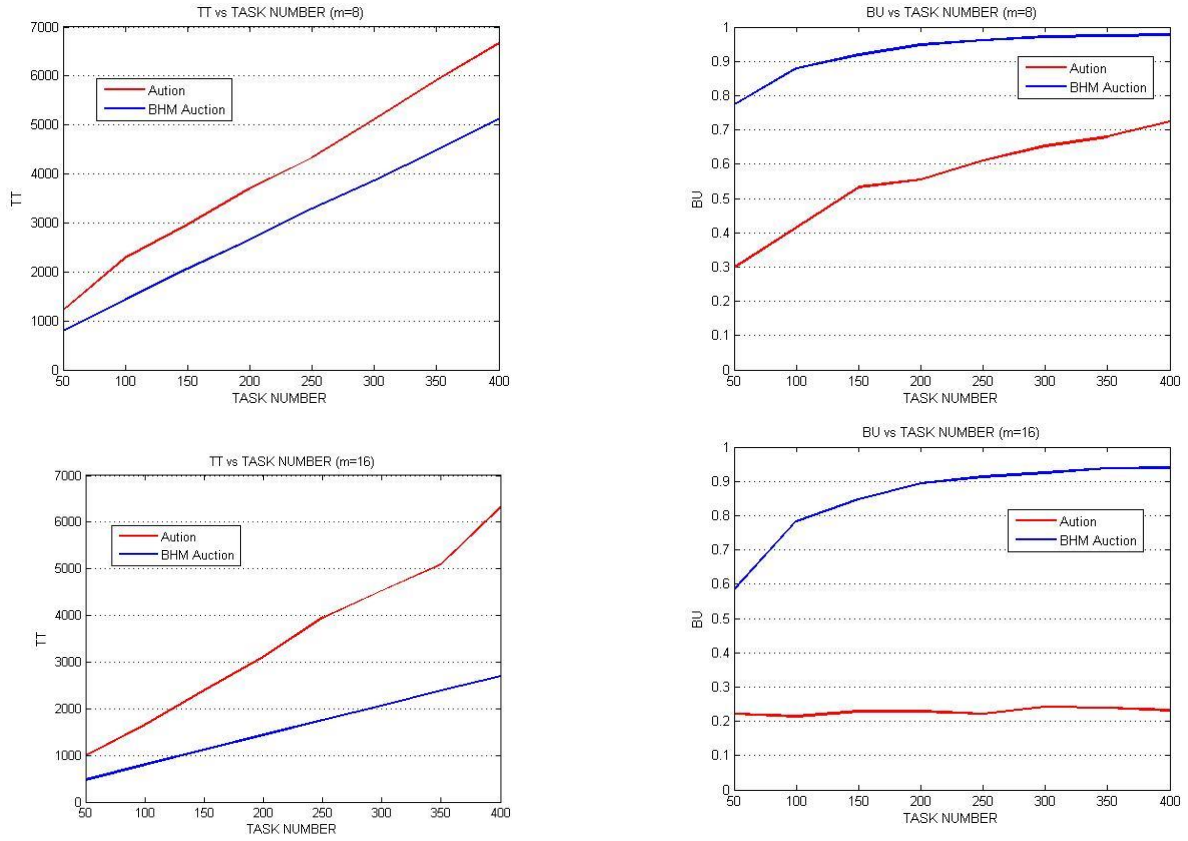 TT vs TASK NUMBER (m=8)
7000
6000
5000
4000
3000
2000
1000
0
TT
Aution
BHM Auction
50 100 150 200 250 300 350 400
TASK NUMBER
BU vs TASK NUMBER (m=8)
1
0.9
0.8
0.7
0.6
0.5
0.4
0.3
0.2
0.1
0
BU
Aution
BHM Auction
50 100 150 200 250 300 350 400
TASK NUMBER
TT vs TASK NUMBER (m=16)
7000
6000
5000
4000
3000
2000
1000
0
TT
Aution
BHM Auction
50 100 150 200 250 300 350 400
TASK NUMBER
BU vs TASK NUMBER (m=16)
1
0.9
0.8
0.7
0.6
0.5
0.4
0.3
0.2
0.1
0
BU
Aution
BHM Auction
50 100 150 200 250 300 350 400
TASK NUMBER